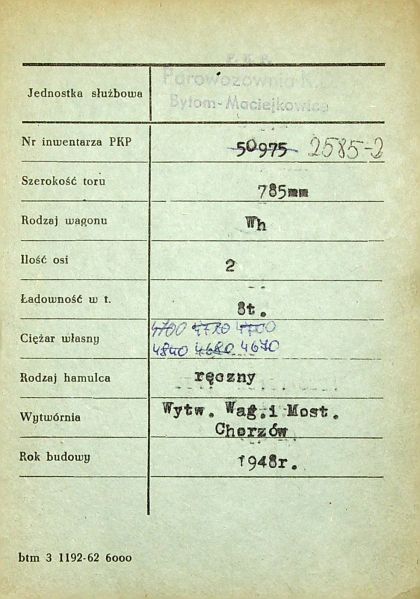 P.K.P.
Parowozownia K.D.
Jednostka służbowa
Bytom-Maciejkowice
Nr inwentarza PKP 50975 2585-2
Szerokość toru 785mm
Rodzaj wagonu Wh
Ilość osi 2
Ładowność w t. 8t.
4700 4720 4700
Ciężar własny
4840 4680 4670
Rodzaj hamulca ręczny
Wytw. Wag.i Most.
Wytwórnia
Chorzów
Rok budowy 1948r.
btm 3 1192-62 6000